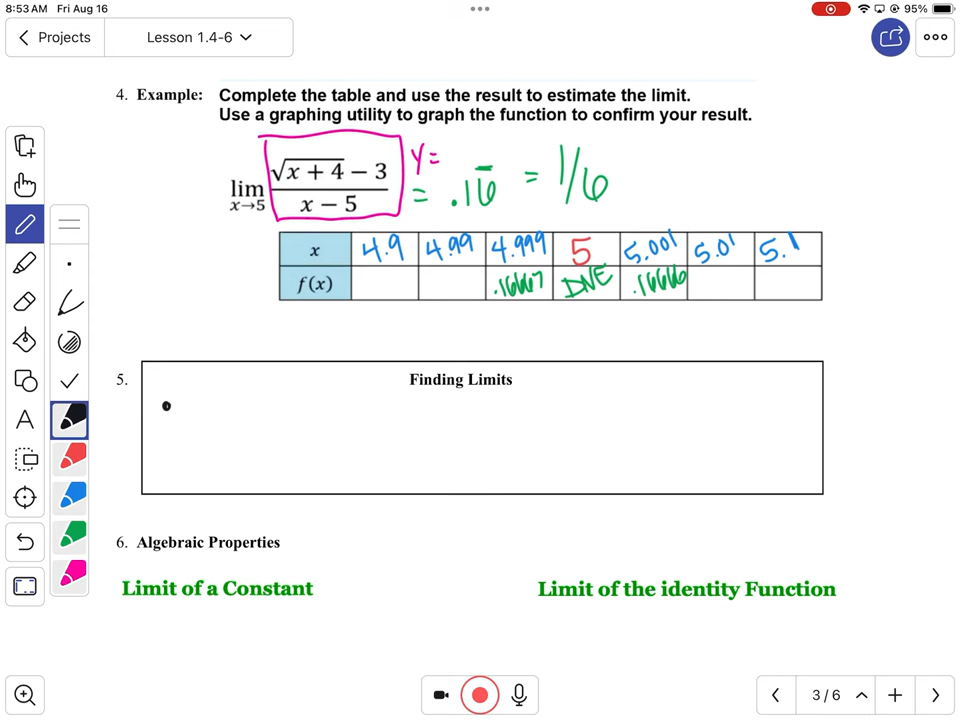 8:53 AM Fri Aug 16
95%
Projects
Lesson 1.4-6
4. Example: Complete the table and use the result to estimate the limit.
Use a graphing utility to graph the function to confirm your result.
lim x→5 (√x + 4 − 3)/(x − 5) y = = .16̅ = 1/6
x 4.9 4.99 4.999 5 5.001 5.01 5.1
f(x) .16667 DNE .16666
5. Finding Limits
6. Algebraic Properties
Limit of a Constant Limit of the identity Function
A
3 / 6